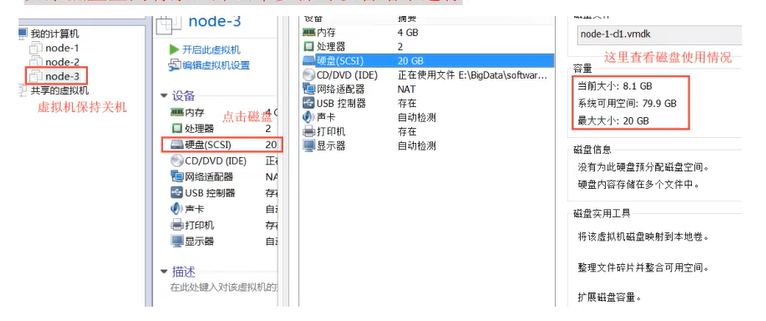 我的计算机
node-1
node-2
node-3
共享的虚拟机
虚拟机保持关机
node-3
开启此虚拟机
编辑虚拟机设置
设备
内存
处理器
2
硬盘(SCSI)
20
CD/DVD (IDE)
正
网络适配器
NAT
USB 控制器
存
声卡
自
打印机
存
显示器
自
点击磁盘
描述
在此处键入对该虚拟机的
设备
摘要
内存
4 GB
处理器
2
硬盘(SCSI)
20 GB
CD/DVD (IDE)
正在使用文件 E:\BigData\softwar...
网络适配器
NAT
USB 控制器
存在
声卡
自动检测
打印机
存在
显示器
自动检测
磁盘文件
node-1-cl1.vmdk
这里查看磁盘使用情况
容量
当前大小: 8.1 GB
系统可用空间: 79.9 GB
最大大小: 20 GB
磁盘信息
没有为此硬盘预分配磁盘空间。
硬盘内容存储在多个文件中。
磁盘实用工具
将该虚拟机磁盘映射到本地卷。
整理文件碎片并整合可用空间。
扩展磁盘容量。